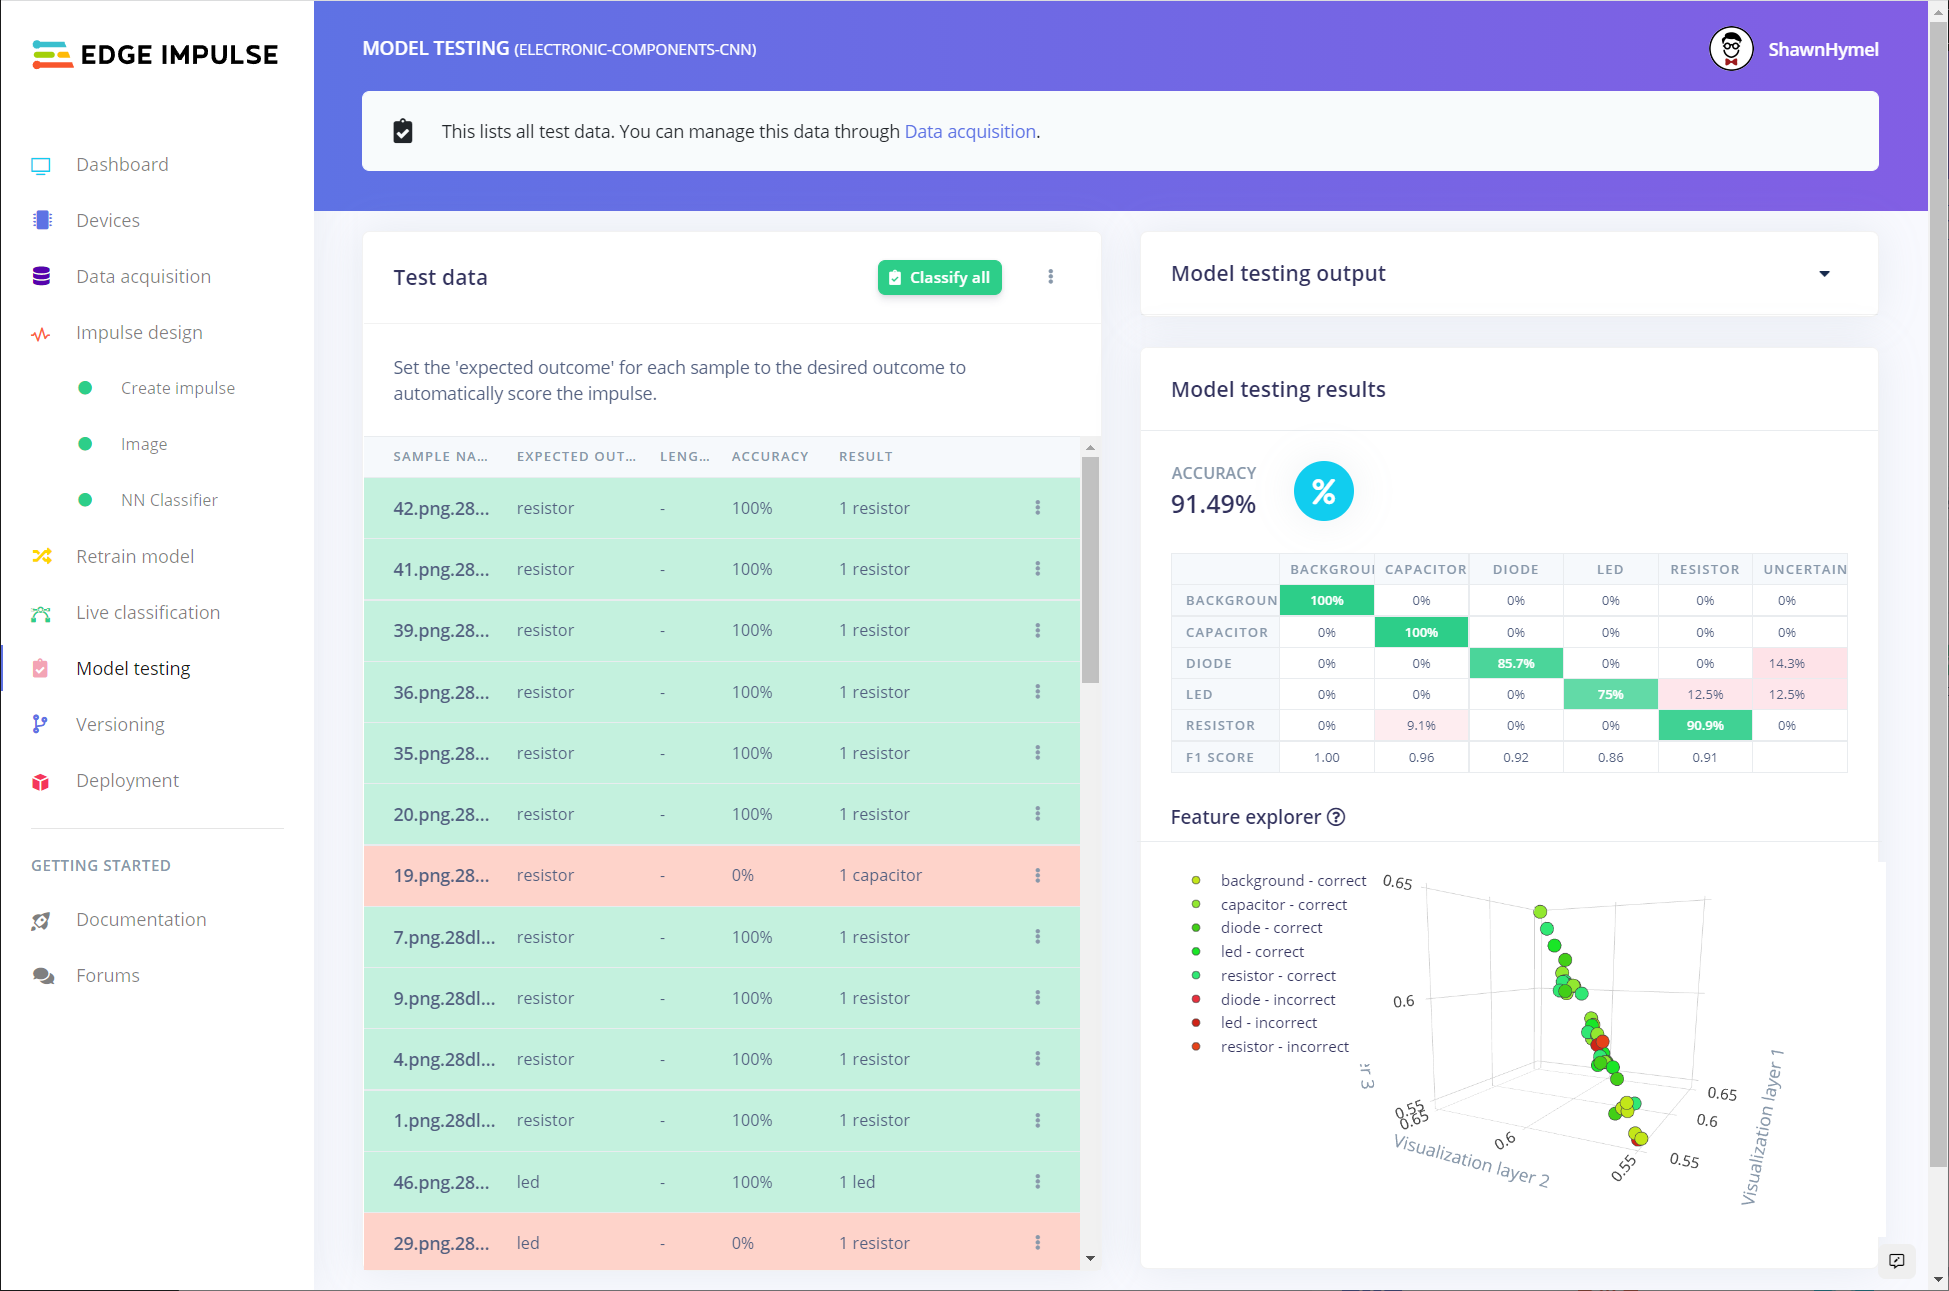 EDGE IMPULSE
MODEL TESTING (ELECTRONIC-COMPONENTS-CNN)
ShawnHymel
This lists all test data. You can manage this data through Data acquisition.
Dashboard
Devices
Data acquisition
Impulse design
Create impulse
Image
NN Classifier
Retrain model
Live classification
Model testing
Versioning
Deployment
GETTING STARTED
Documentation
Forums
Test data
Classify all
Set the 'expected outcome' for each sample to the desired outcome to
automatically score the impulse.
SAMPLE NA... EXPECTED OUT... LENG... ACCURACY RESULT
42.png.28... resistor - 100% 1 resistor
41.png.28... resistor - 100% 1 resistor
39.png.28... resistor - 100% 1 resistor
36.png.28... resistor - 100% 1 resistor
35.png.28... resistor - 100% 1 resistor
20.png.28... resistor - 100% 1 resistor
19.png.28... resistor - 0% 1 capacitor
7.png.28dl... resistor - 100% 1 resistor
9.png.28dl... resistor - 100% 1 resistor
4.png.28dl... resistor - 100% 1 resistor
1.png.28dl... resistor - 100% 1 resistor
46.png.28... led - 100% 1 led
29.png.28... led - 0% 1 resistor
Model testing output
Model testing results
ACCURACY
91.49%
%
BACKGROU CAPACITOR DIODE LED RESISTOR UNCERTAIN
BACKGROUN 100% 0% 0% 0% 0% 0%
CAPACITOR 0% 100% 0% 0% 0% 0%
DIODE 0% 0% 85.7% 0% 0% 14.3%
LED 0% 0% 0% 75% 12.5% 12.5%
RESISTOR 0% 9.1% 0% 0% 90.9% 0%
F1 SCORE 1.00 0.96 0.92 0.86 0.91
Feature explorer ?
background - correct
capacitor - correct
diode - correct
led - correct
resistor - correct
diode - incorrect
led - incorrect
resistor - incorrect
0.65
0.6
0.55
er 3
0.65
0.6
0.55
Visualization layer 2
0.65
0.6
0.55
Visualization layer 1